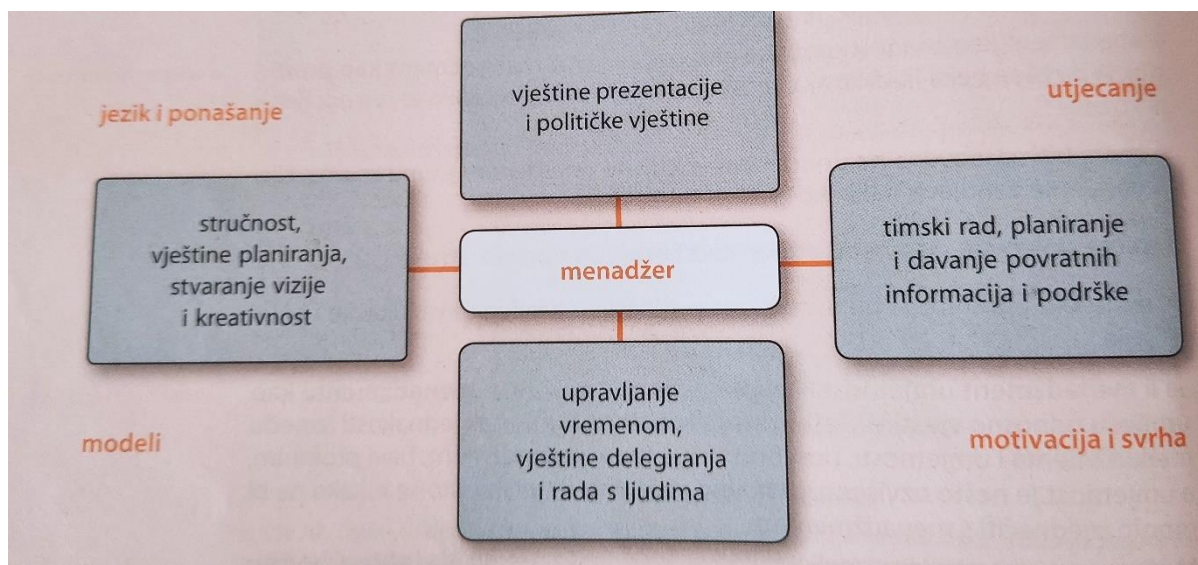 jezik i ponašanje
vještine prezentacije
i političke vještine
utjecanje
stručnost,
vještine planiranja,
stvaranje vizije
i kreativnost
menadžer
timski rad, planiranje
i davanje povratnih
informacija i podrške
modeli
upravljanje
vremenom,
vještine delegiranja
i rada s ljudima
motivacija i svrha